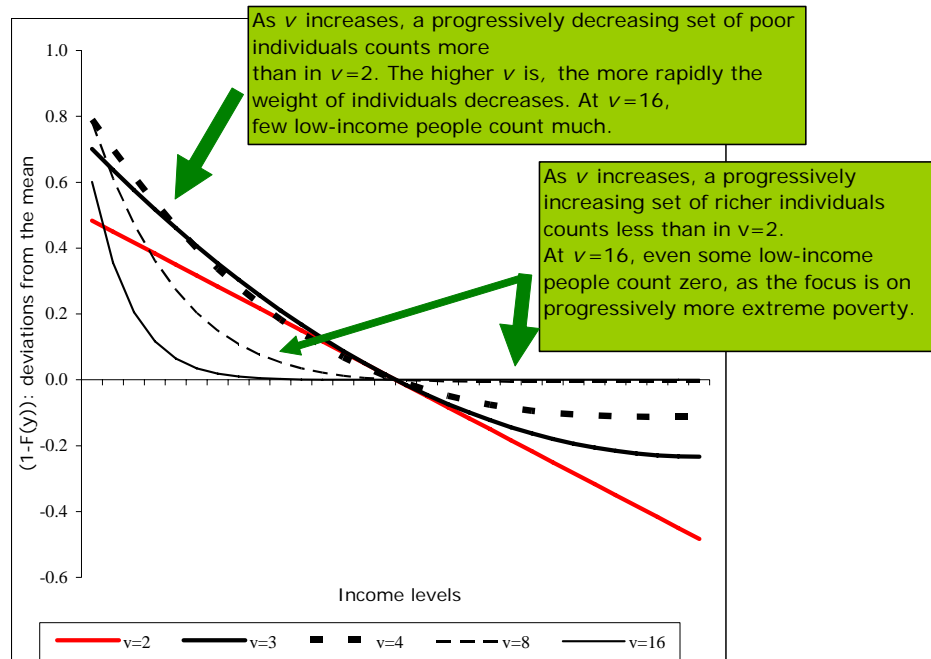 As v increases, a progressively decreasing set of poor
individuals counts more
than in v=2. The higher v is, the more rapidly the
weight of individuals decreases. At v=16,
few low-income people count much.
As v increases, a progressively
increasing set of richer individuals
counts less than in v=2.
At v=16, even some low-income
people count zero, as the focus is on
progressively more extreme poverty.
(1-F(y)): deviations from the mean
1.0
0.8
0.6
0.4
0.2
0.0
-0.2
-0.4
-0.6
Income levels
v=2 v=3 v=4 v=8 v=16